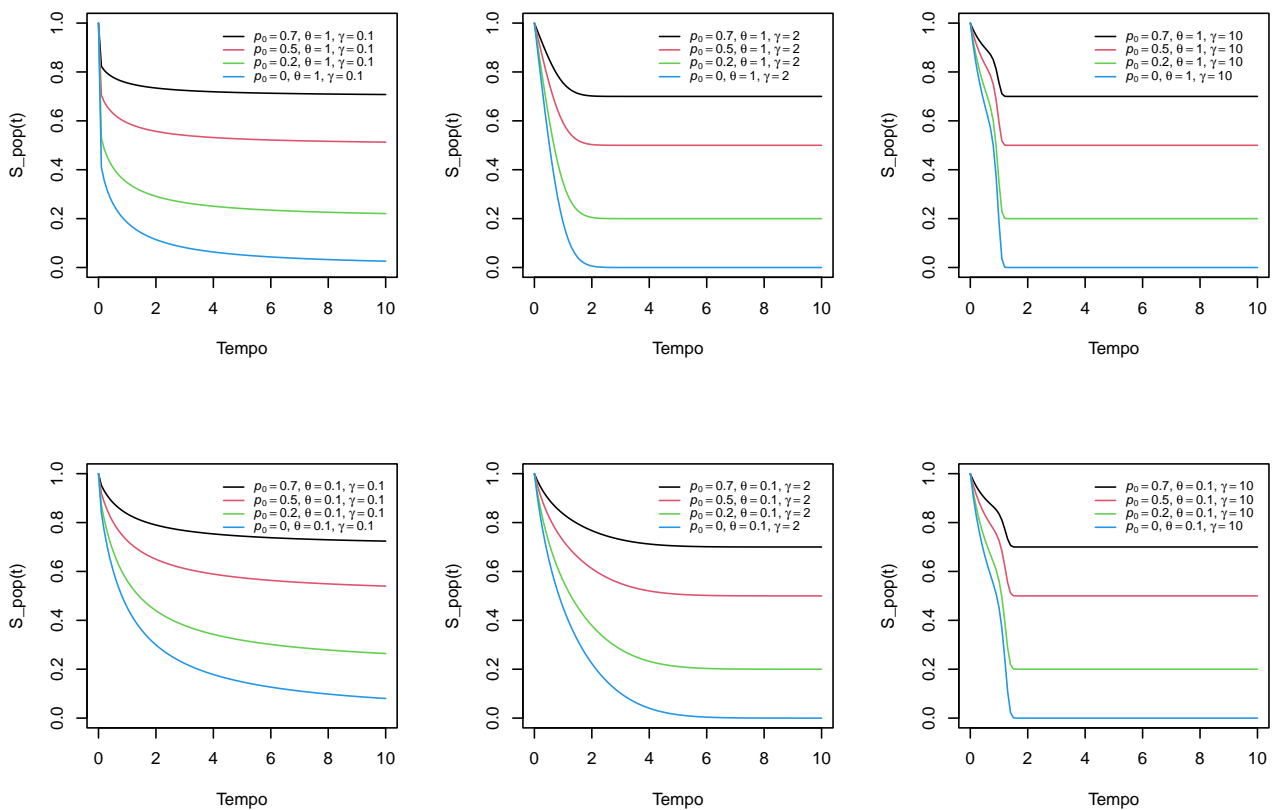 p₀ = 0.7, θ = 1, γ = 0.1
p₀ = 0.5, θ = 1, γ = 0.1
p₀ = 0.2, θ = 1, γ = 0.1
p₀ = 0, θ = 1, γ = 0.1
S_pop(t)
0.0 0.2 0.4 0.6 0.8 1.0
0 2 4 6 8 10
Tempo
p₀ = 0.7, θ = 1, γ = 2
p₀ = 0.5, θ = 1, γ = 2
p₀ = 0.2, θ = 1, γ = 2
p₀ = 0, θ = 1, γ = 2
S_pop(t)
0.0 0.2 0.4 0.6 0.8 1.0
0 2 4 6 8 10
Tempo
p₀ = 0.7, θ = 1, γ = 10
p₀ = 0.5, θ = 1, γ = 10
p₀ = 0.2, θ = 1, γ = 10
p₀ = 0, θ = 1, γ = 10
S_pop(t)
0.0 0.2 0.4 0.6 0.8 1.0
0 2 4 6 8 10
Tempo
p₀ = 0.7, θ = 0.1, γ = 0.1
p₀ = 0.5, θ = 0.1, γ = 0.1
p₀ = 0.2, θ = 0.1, γ = 0.1
p₀ = 0, θ = 0.1, γ = 0.1
S_pop(t)
0.0 0.2 0.4 0.6 0.8 1.0
0 2 4 6 8 10
Tempo
p₀ = 0.7, θ = 0.1, γ = 2
p₀ = 0.5, θ = 0.1, γ = 2
p₀ = 0.2, θ = 0.1, γ = 2
p₀ = 0, θ = 0.1, γ = 2
S_pop(t)
0.0 0.2 0.4 0.6 0.8 1.0
0 2 4 6 8 10
Tempo
p₀ = 0.7, θ = 0.1, γ = 10
p₀ = 0.5, θ = 0.1, γ = 10
p₀ = 0.2, θ = 0.1, γ = 10
p₀ = 0, θ = 0.1, γ = 10
S_pop(t)
0.0 0.2 0.4 0.6 0.8 1.0
0 2 4 6 8 10
Tempo